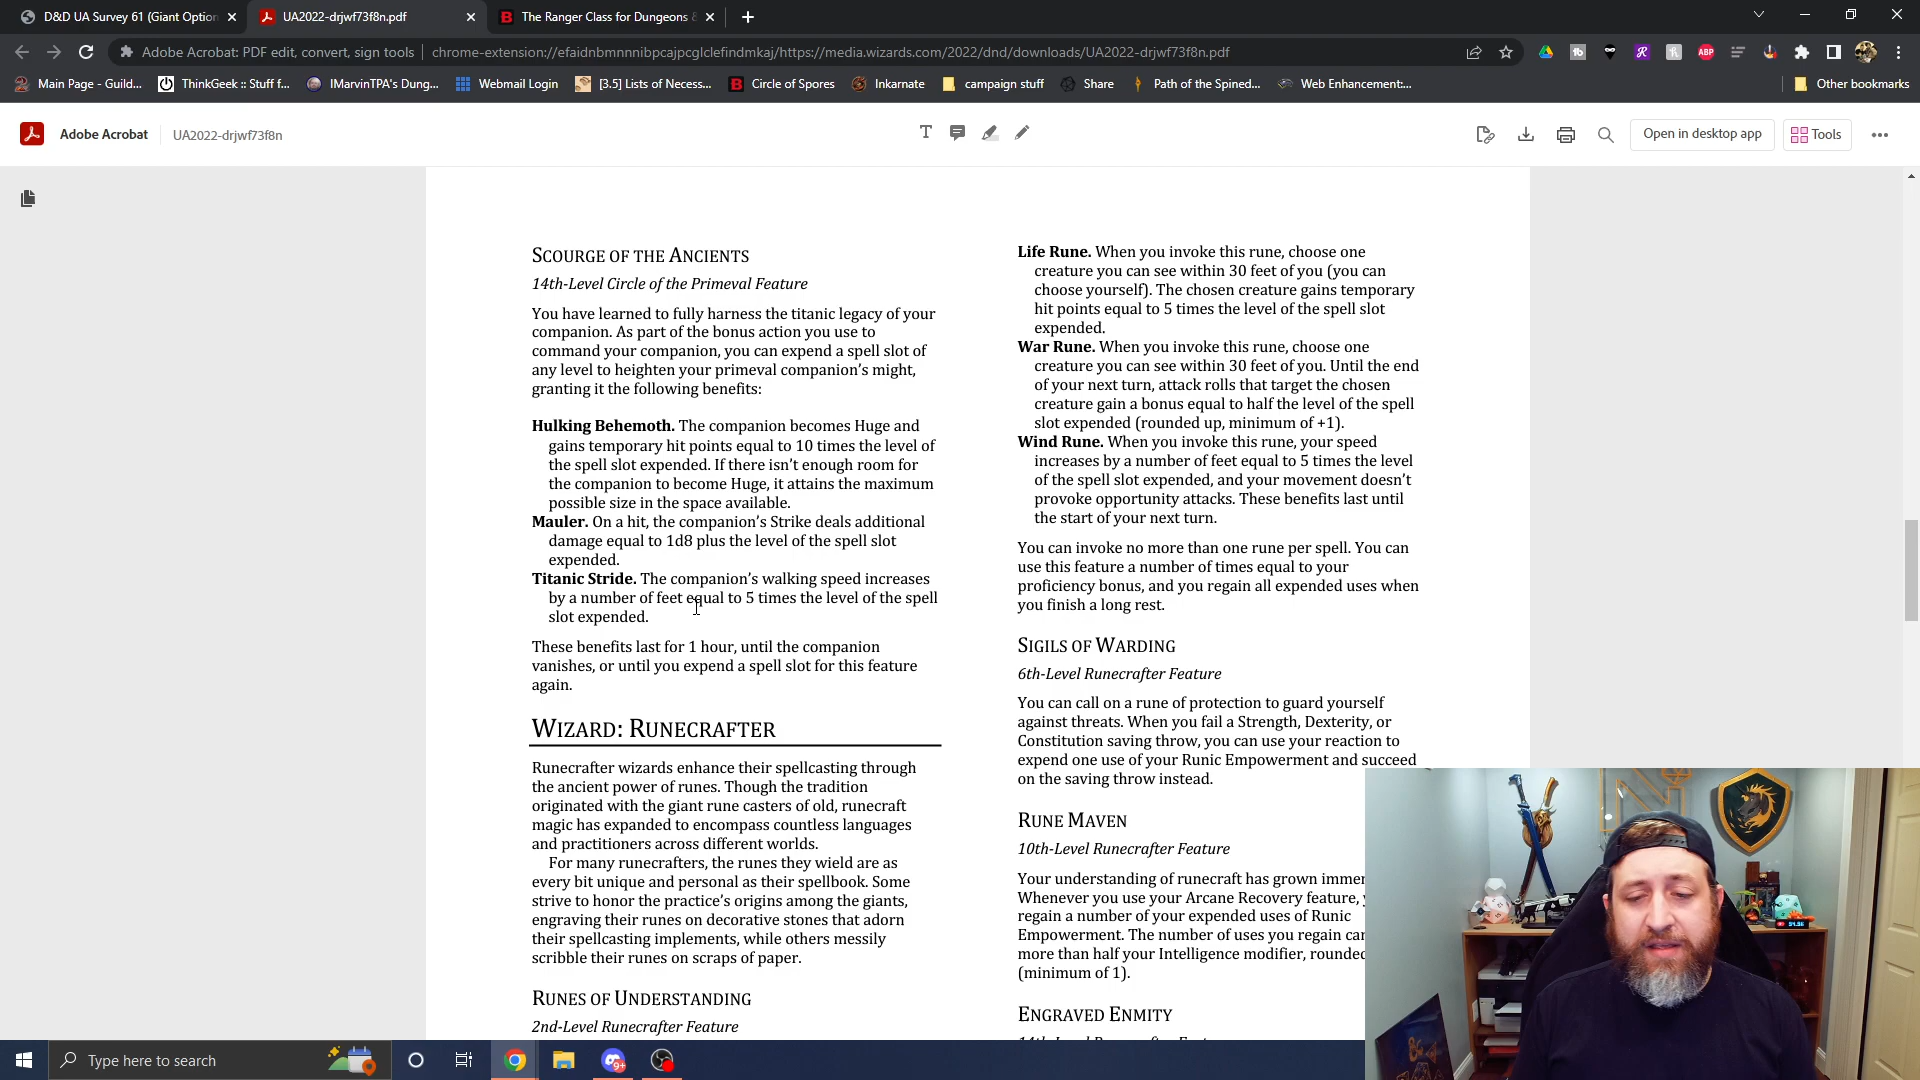 D&D UA Survey 61 (Giant Option
UA2022-drjwf73f8n.pdf
The Ranger Class for Dungeons &
Adobe Acrobat: PDF edit, convert, sign tools
chrome-extension://efaidnbmnnnibpcajpcglclefindmkaj/https://media.wizards.com/2022/dnd/downloads/UA2022-drjwf73f8n.pdf
Main Page - Guild...
ThinkGeek :: Stuff f...
IMarvinTPA's Dung...
Webmail Login
[3.5] Lists of Necess...
Circle of Spores
Inkarnate
campaign stuff
Share
Path of the Spined...
Web Enhancement:...
Other bookmarks
Adobe Acrobat
UA2022-drjwf73f8n
Open in desktop app
Tools
SCOURGE OF THE ANCIENTS
14th-Level Circle of the Primeval Feature
You have learned to fully harness the titanic legacy of your
companion. As part of the bonus action you use to
command your companion, you can expend a spell slot of
any level to heighten your primeval companion's might,
granting it the following benefits:
Hulking Behemoth. The companion becomes Huge and
gains temporary hit points equal to 10 times the level of
the spell slot expended. If there isn't enough room for
the companion to become Huge, it attains the maximum
possible size in the space available.
Mauler. On a hit, the companion's Strike deals additional
damage equal to 1d8 plus the level of the spell slot
expended.
Titanic Stride. The companion's walking speed increases
by a number of feet equal to 5 times the level of the spell
slot expended.
These benefits last for 1 hour, until the companion
vanishes, or until you expend a spell slot for this feature
again.
WIZARD: RUNECRAFTER
Runecrafter wizards enhance their spellcasting through
the ancient power of runes. Though the tradition
originated with the giant rune casters of old, runecraft
magic has expanded to encompass countless languages
and practitioners across different worlds.
For many runecrafters, the runes they wield are as
every bit unique and personal as their spellbook. Some
strive to honor the practice's origins among the giants,
engraving their runes on decorative stones that adorn
their spellcasting implements, while others messily
scribble their runes on scraps of paper.
RUNES OF UNDERSTANDING
2nd-Level Runecrafter Feature
Life Rune. When you invoke this rune, choose one
creature you can see within 30 feet of you (you can
choose yourself). The chosen creature gains temporary
hit points equal to 5 times the level of the spell slot
expended.
War Rune. When you invoke this rune, choose one
creature you can see within 30 feet of you. Until the end
of your next turn, attack rolls that target the chosen
creature gain a bonus equal to half the level of the spell
slot expended (rounded up, minimum of +1).
Wind Rune. When you invoke this rune, your speed
increases by a number of feet equal to 5 times the level
of the spell slot expended, and your movement doesn't
provoke opportunity attacks. These benefits last until
the start of your next turn.
You can invoke no more than one rune per spell. You can
use this feature a number of times equal to your
proficiency bonus, and you regain all expended uses when
you finish a long rest.
SIGILS OF WARDING
6th-Level Runecrafter Feature
You can call on a rune of protection to guard yourself
against threats. When you fail a Strength, Dexterity, or
Constitution saving throw, you can use your reaction to
expend one use of your Runic Empowerment and succeed
on the saving throw instead.
RUNE MAVEN
10th-Level Runecrafter Feature
Your understanding of runecraft has grown immen
Whenever you use your Arcane Recovery feature,
regain a number of your expended uses of Runic
Empowerment. The number of uses you regain can
more than half your Intelligence modifier, rounded
(minimum of 1).
ENGRAVED ENMITY
Type here to search